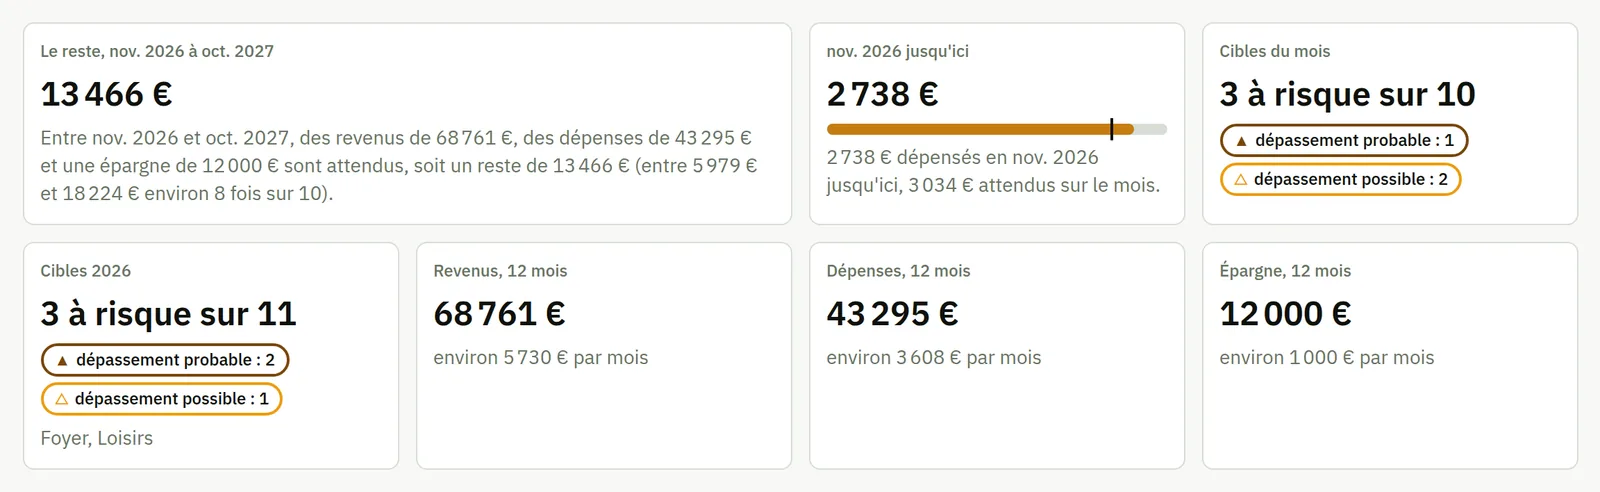 Le reste, nov. 2026 à oct. 2027
13 466 €
Entre nov. 2026 et oct. 2027, des revenus de 68 761 €, des dépenses de 43 295 €
et une épargne de 12 000 € sont attendus, soit un reste de 13 466 € (entre 5 979 €
et 18 224 € environ 8 fois sur 10).
nov. 2026 jusqu'ici
2 738 €
2 738 € dépensés en nov. 2026
jusqu'ici, 3 034 € attendus sur le mois.
Cibles du mois
3 à risque sur 10
▲ dépassement probable : 1
△ dépassement possible : 2
Cibles 2026
3 à risque sur 11
▲ dépassement probable : 2
△ dépassement possible : 1
Foyer, Loisirs
Revenus, 12 mois
68 761 €
environ 5 730 € par mois
Dépenses, 12 mois
43 295 €
environ 3 608 € par mois
Épargne, 12 mois
12 000 €
environ 1 000 € par mois